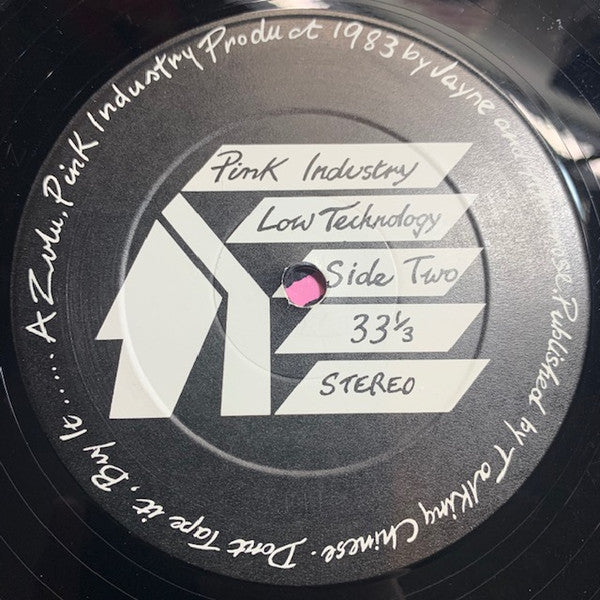 Pink Industry
Low Technology
Side Two
33⅓
STEREO
A Zulu, Pink Industry Product 1983 by Jayne and Published by Talking Chinese. Dont Tape it, Buy It.....